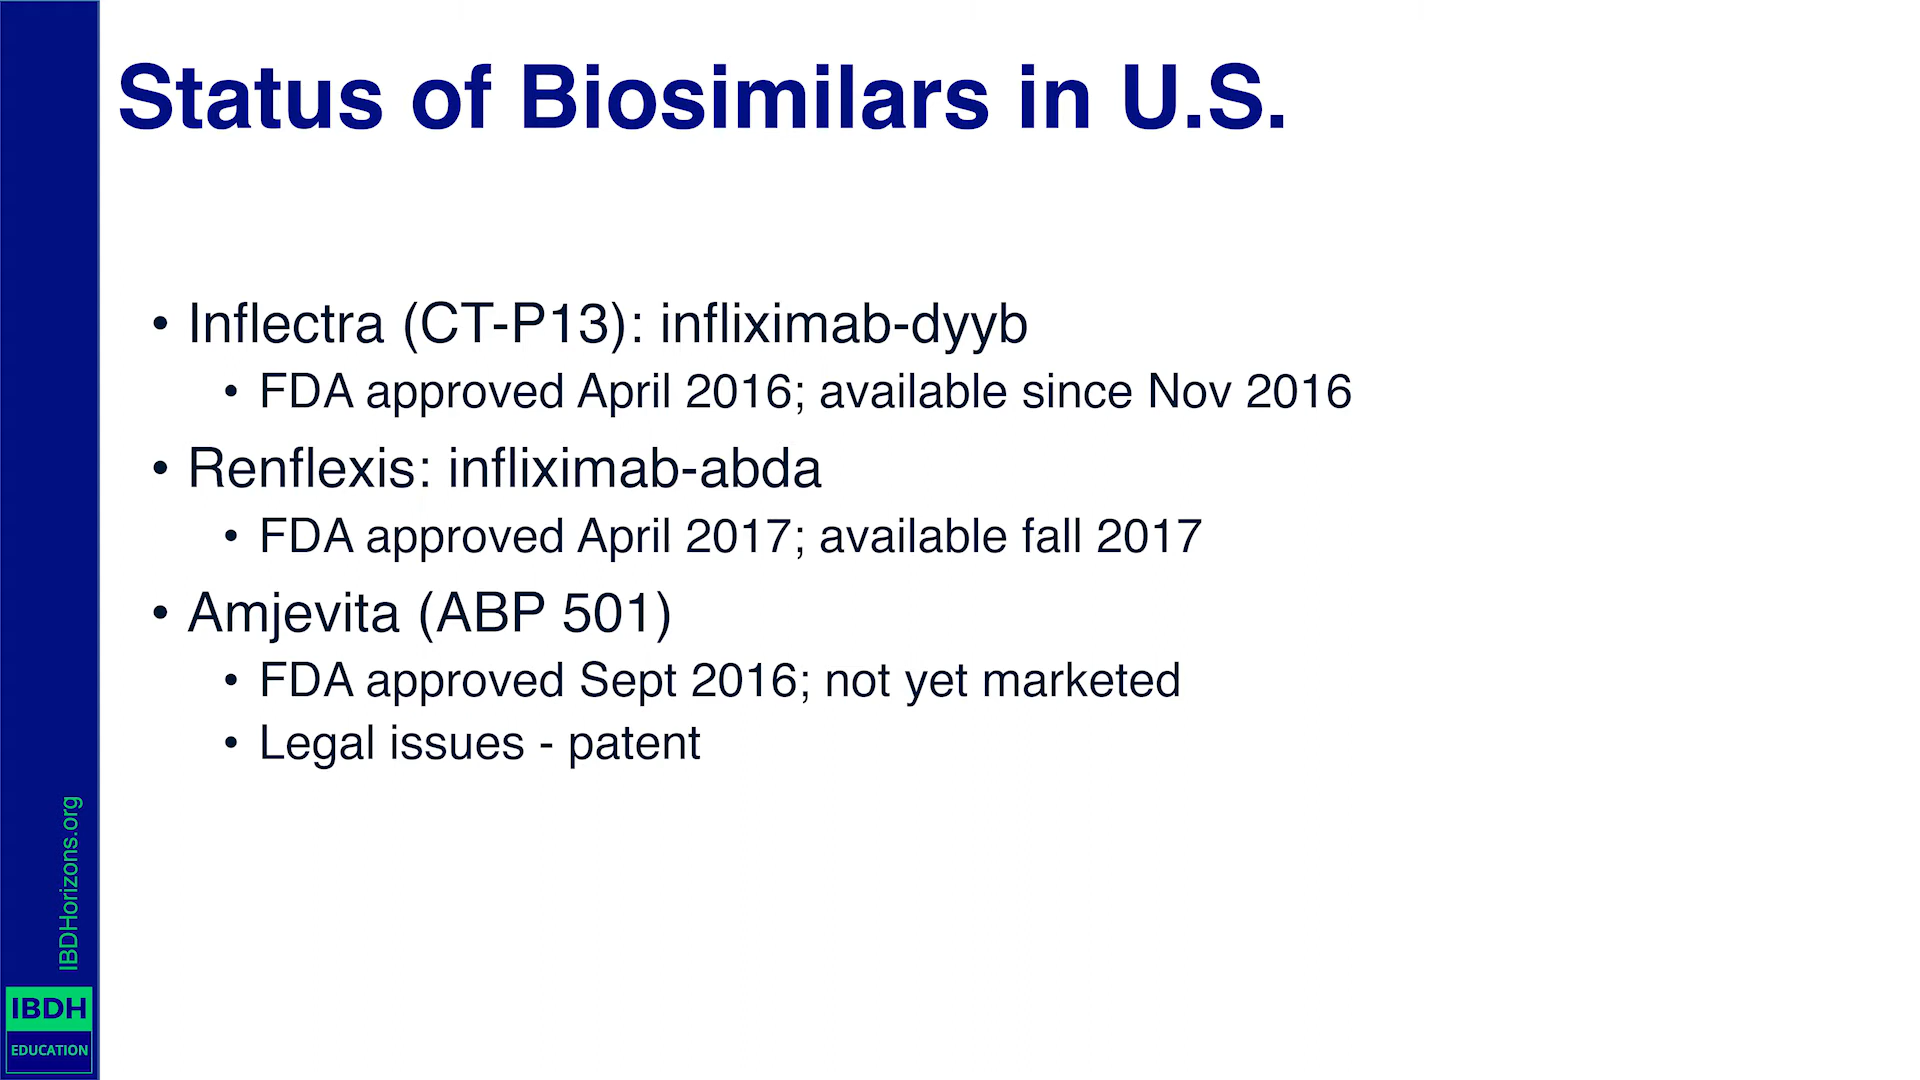 Status of Biosimilars in U.S.
• Inflectra (CT-P13): infliximab-dyyb
• FDA approved April 2016; available since Nov 2016
• Renflexis: infliximab-abda
• FDA approved April 2017; available fall 2017
• Amjevita (ABP 501)
• FDA approved Sept 2016; not yet marketed
• Legal issues - patent
IBDHorizons.org
IBDH
EDUCATION